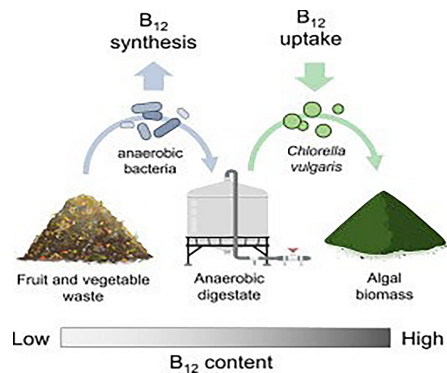 B₁₂
synthesis
B₁₂
uptake
anaerobic
bacteria
Chlorella
vulgaris
Fruit and vegetable
waste
Anaerobic
digestate
Algal
biomass
Low
High
B₁₂ content